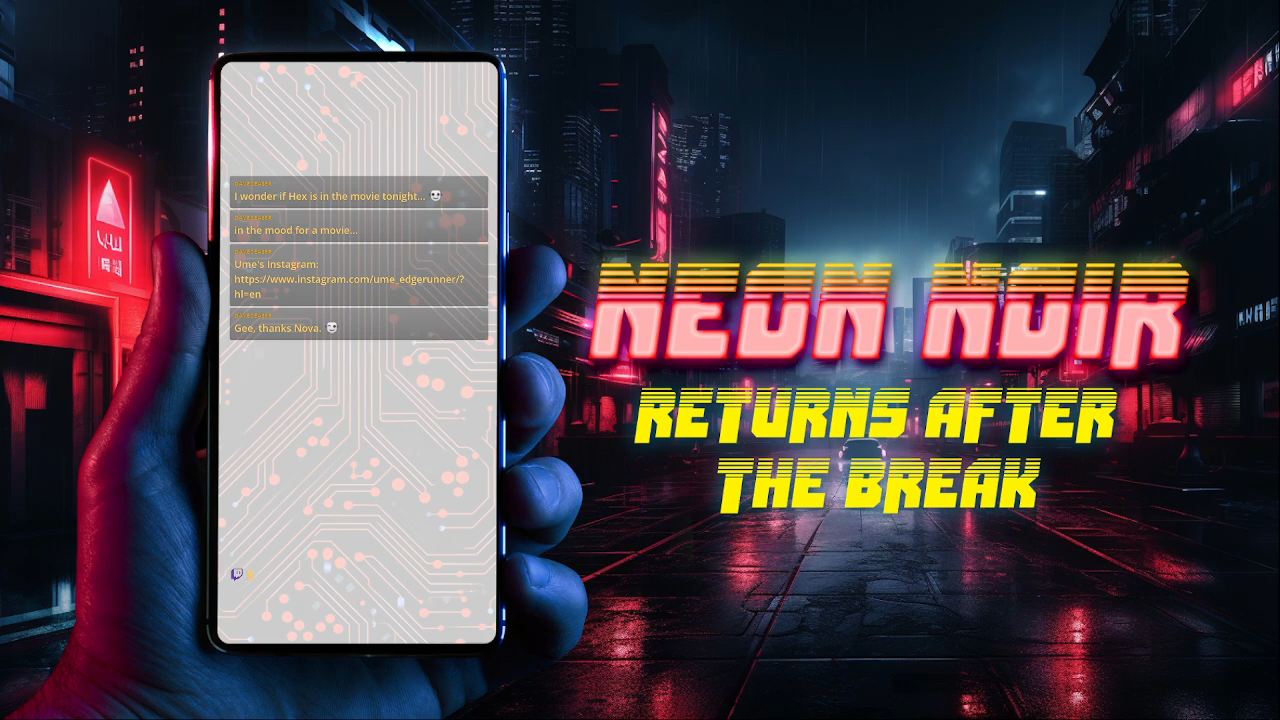 I wonder if Hex is in the movie tonight...
in the mood for a movie...
Ume's Instagram:
https://www.instagram.com/ume_edgerunner/?
hl=en
Gee, thanks Nova.
NEON NOIR
RETURNS AFTER
THE BREAK